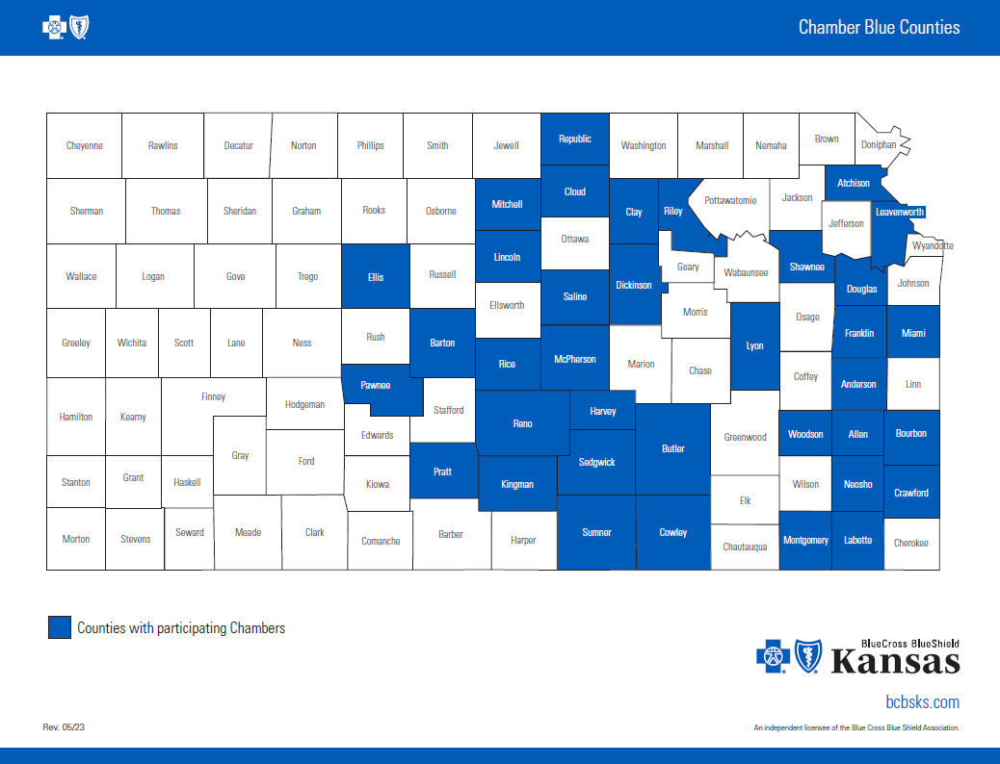 Chamber Blue Counties
Cheyenne
Rawlins
Decatur
Norton
Phillips
Smith
Jewell
Republic
Washington
Marshall
Nemaha
Brown
Doniphan
Atchison
Sherman
Thomas
Sheridan
Graham
Rooks
Osborne
Mitchell
Cloud
Clay
Riley
Pottawatomie
Jackson
Jefferson
Leavenworth
Wyandotte
Ottawa
Lincoln
Wallace
Logan
Gove
Trego
Ellis
Russell
Ellsworth
Saline
Dickinson
Geary
Wabaunsee
Shawnee
Douglas
Johnson
Morris
Osage
Greeley
Wichita
Scott
Lane
Ness
Rush
Barton
Rice
McPherson
Marion
Chase
Lyon
Franklin
Miami
Coffey
Anderson
Linn
Pawnee
Hamilton
Kearny
Finney
Hodgeman
Stafford
Edwards
Reno
Harvey
Butler
Greenwood
Woodson
Allen
Bourbon
Gray
Ford
Sedgwick
Stanton
Grant
Haskell
Kiowa
Pratt
Kingman
Elk
Wilson
Neosho
Crawford
Morton
Stevens
Seward
Meade
Clark
Comanche
Barber
Harper
Sumner
Cowley
Chautauqua
Montgomery
Labette
Cherokee
Counties with participating Chambers
BlueCross BlueShield
Kansas
bcbsks.com
Rev. 05/23
An independent licensee of the Blue Cross Blue Shield Association.